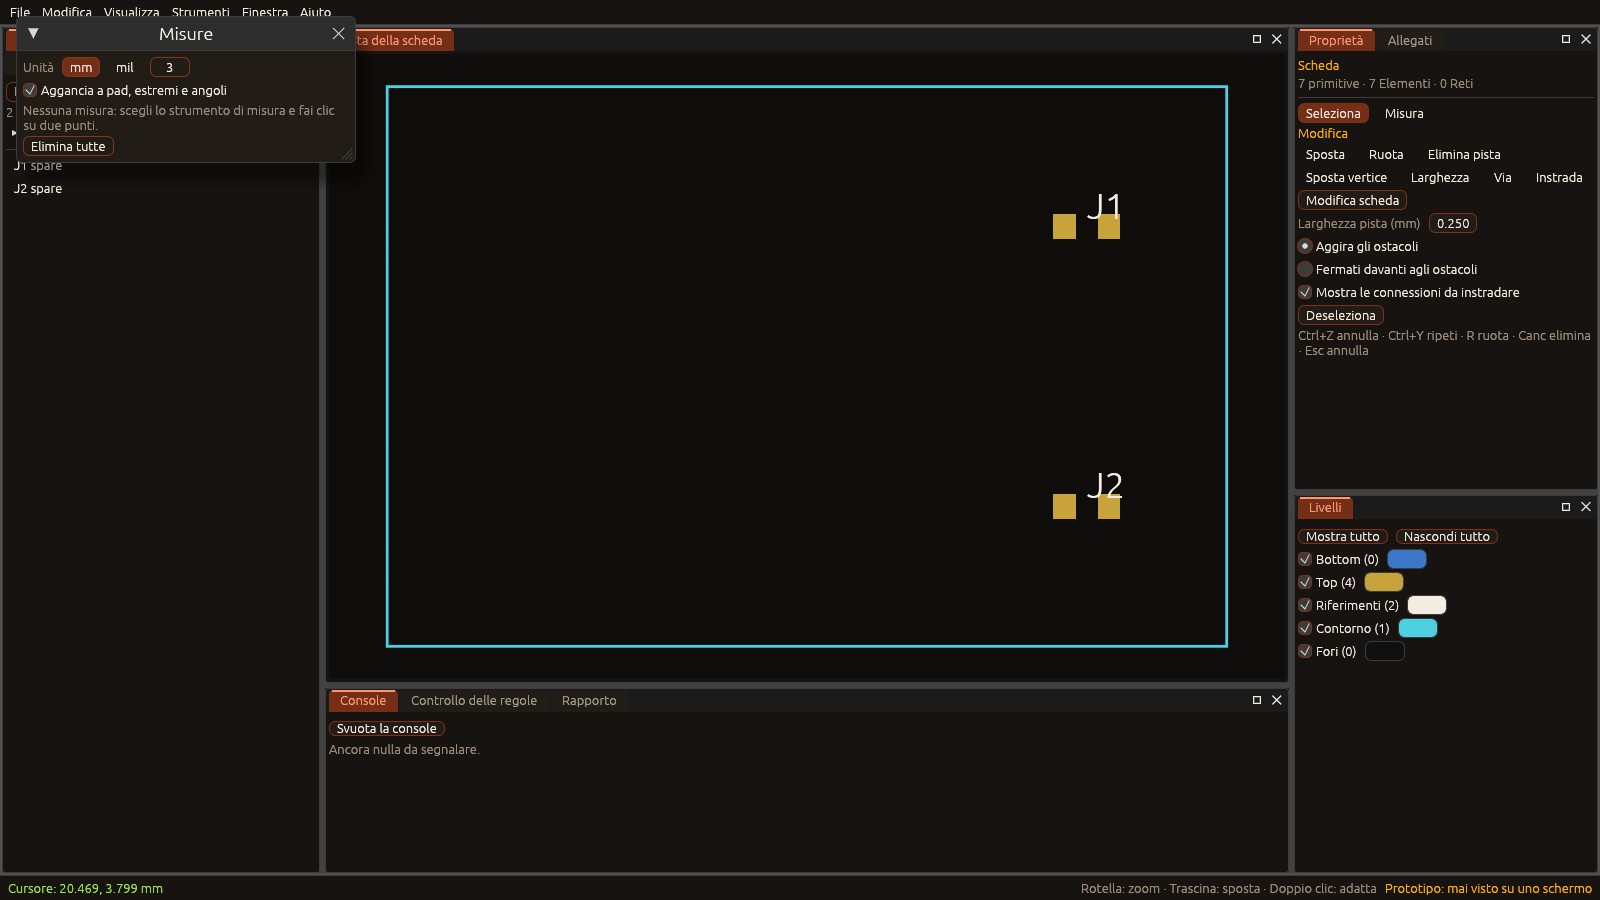 File Modifica Visualizza Strumenti Finestra Aiuto
Misure
Unità mm mil 3
Aggancia a pad, estremi e angoli
Nessuna misura: scegli lo strumento di misura e fai clic
su due punti.
Elimina tutte
2
J1 spare
J2 spare
della scheda
J1
J2
Console Controllo delle regole Rapporto
Svuota la console
Ancora nulla da segnalare.
Proprietà Allegati
Scheda
7 primitive · 7 Elementi · 0 Reti
Seleziona Misura
Modifica
Sposta Ruota Elimina pista
Sposta vertice Larghezza Via Instrada
Modifica scheda
Larghezza pista (mm) 0.250
Aggira gli ostacoli
Fermati davanti agli ostacoli
Mostra le connessioni da instradare
Deseleziona
Ctrl+Z annulla · Ctrl+Y ripeti · R ruota · Canc elimina
· Esc annulla
Livelli
Mostra tutto Nascondi tutto
Bottom (0)
Top (4)
Riferimenti (2)
Contorno (1)
Fori (0)
Cursore: 20.469, 3.799 mm
Rotella: zoom · Trascina: sposta · Doppio clic: adatta Prototipo: mai visto su uno schermo